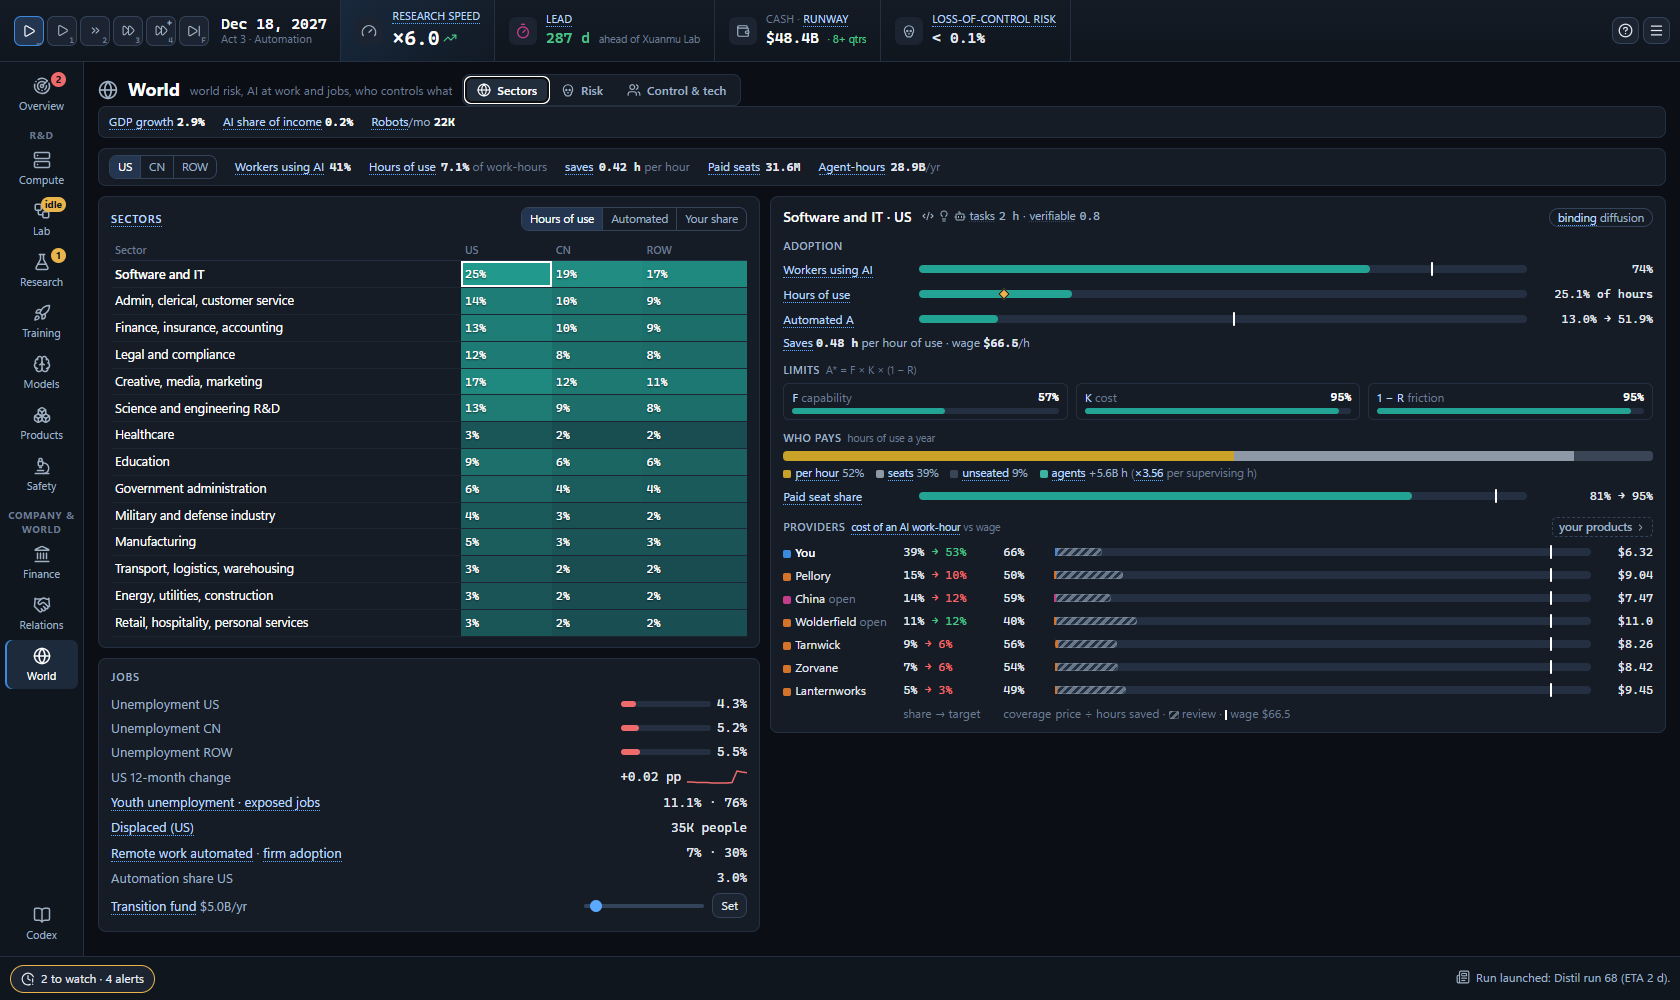 1
2
3
4
F
Dec 18, 2027
Act 3 · Automation
RESEARCH SPEED
×6.0
LEAD
287 d ahead of Xuanmu Lab
CASH · RUNWAY
$48.4B · 8+ qtrs
LOSS-OF-CONTROL RISK
< 0.1%
2
Overview
R&D
Compute
idle
Lab
1
Research
Training
Models
Products
Safety
COMPANY & WORLD
Finance
Relations
World
Codex
World world risk, AI at work and jobs, who controls what
Sectors Risk Control & tech
GDP growth 2.9% AI share of income 0.2% Robots/mo 22K
US CN ROW Workers using AI 41% Hours of use 7.1% of work-hours saves 0.42 h per hour Paid seats 31.6M Agent-hours 28.9B/yr
SECTORS Hours of use Automated Your share
Sector US CN ROW
Software and IT 25% 19% 17%
Admin, clerical, customer service 14% 10% 9%
Finance, insurance, accounting 13% 10% 9%
Legal and compliance 12% 8% 8%
Creative, media, marketing 17% 12% 11%
Science and engineering R&D 13% 9% 8%
Healthcare 3% 2% 2%
Education 9% 6% 6%
Government administration 6% 4% 4%
Military and defense industry 4% 3% 2%
Manufacturing 5% 3% 3%
Transport, logistics, warehousing 3% 2% 2%
Energy, utilities, construction 3% 2% 2%
Retail, hospitality, personal services 3% 2% 2%
JOBS
Unemployment US 4.3%
Unemployment CN 5.2%
Unemployment ROW 5.5%
US 12-month change +0.02 pp
Youth unemployment · exposed jobs 11.1% · 76%
Displaced (US) 35K people
Remote work automated · firm adoption 7% · 30%
Automation share US 3.0%
Transition fund $5.0B/yr Set
Software and IT · US tasks 2 h · verifiable 0.8 binding diffusion
ADOPTION
Workers using AI 74%
Hours of use 25.1% of hours
Automated A 13.0% → 51.9%
Saves 0.48 h per hour of use · wage $66.5/h
LIMITS A* = F × K × (1 − R)
F capability 57%
K cost 95%
1 − R friction 95%
WHO PAYS hours of use a year
per hour 52% seats 39% unseated 9% agents +5.6B h (×3.56 per supervising h)
Paid seat share 81% → 95%
PROVIDERS cost of an AI work-hour vs wage your products ›
You 39% → 53% 66% $6.32
Pellory 15% → 10% 50% $9.04
China open 14% → 12% 59% $7.47
Wolderfield open 11% → 12% 40% $11.0
Tarnwick 9% → 6% 56% $8.26
Zorvane 7% → 6% 54% $8.42
Lanternworks 5% → 3% 49% $9.45
share → target coverage price ÷ hours saved · review · wage $66.5
2 to watch · 4 alerts
Run launched: Distil run 68 (ETA 2 d).